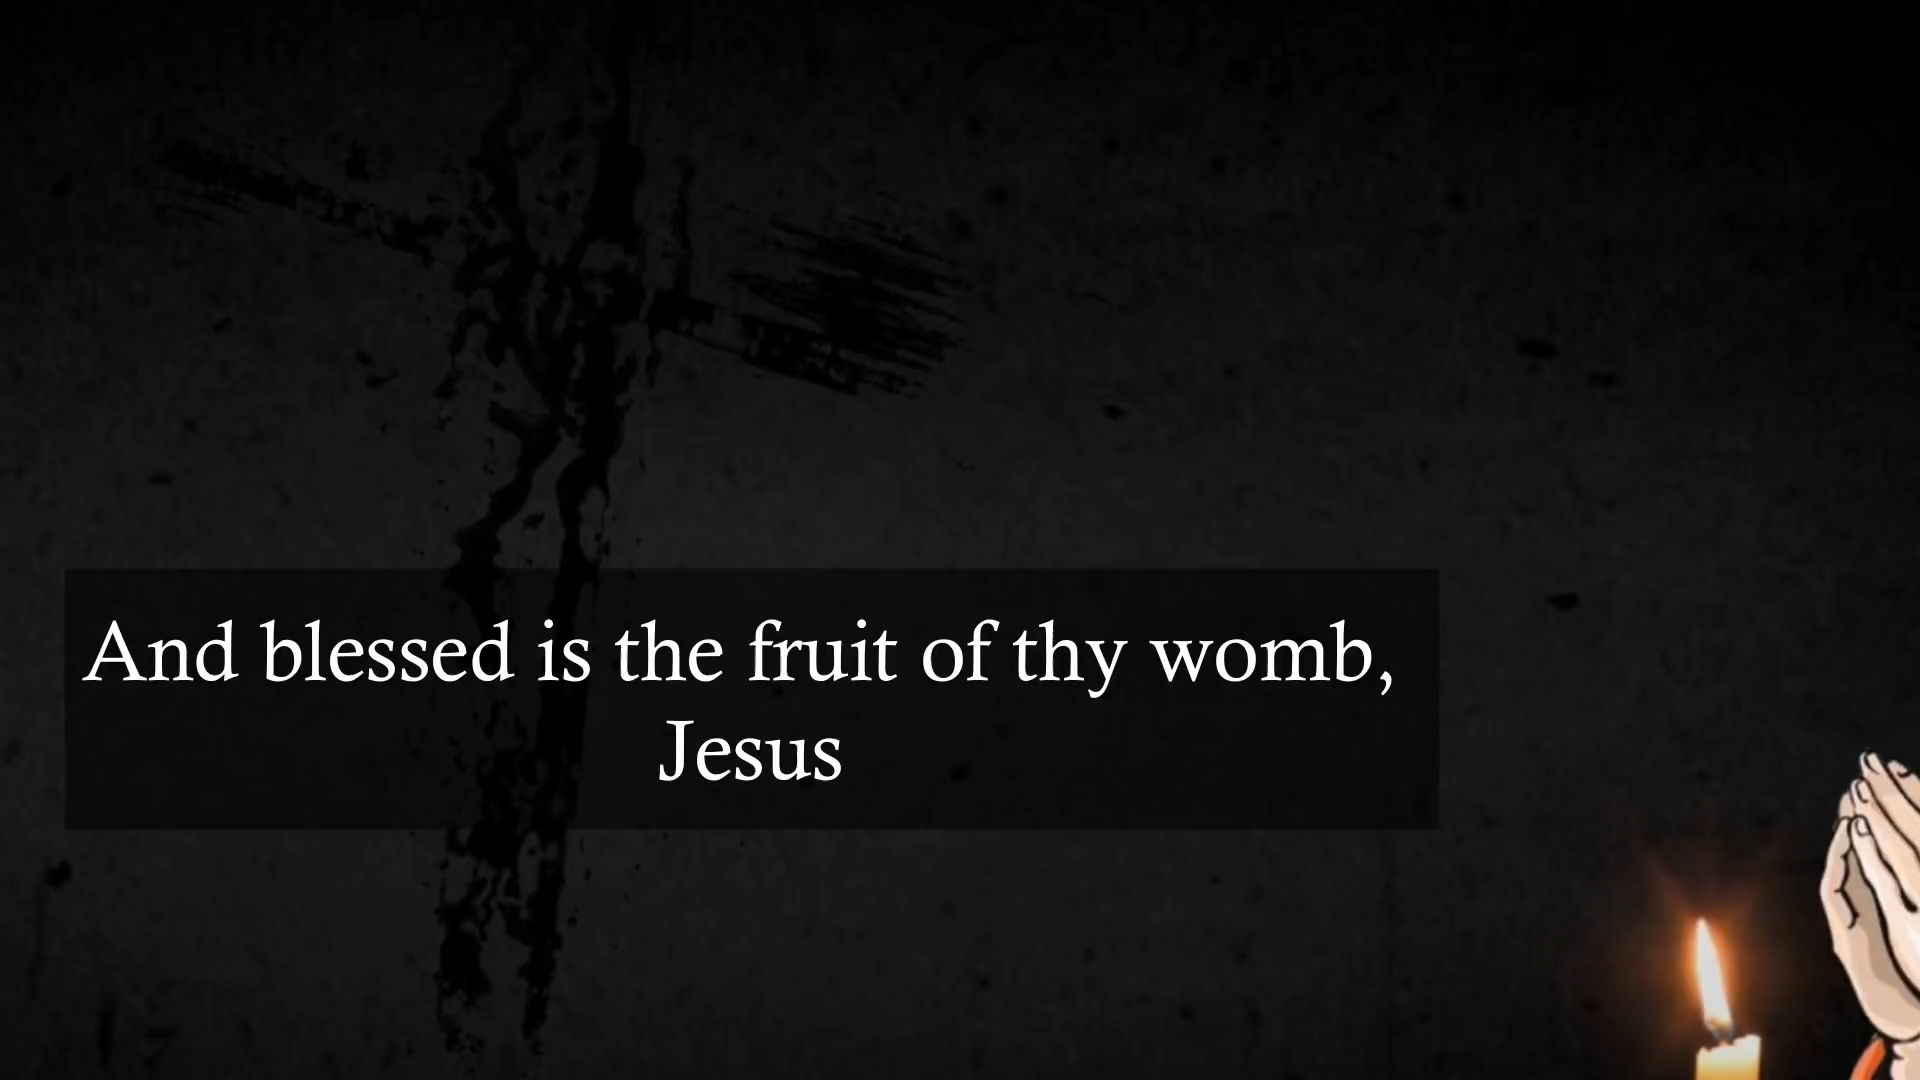 And blessed is the fruit of thy womb,
Jesus